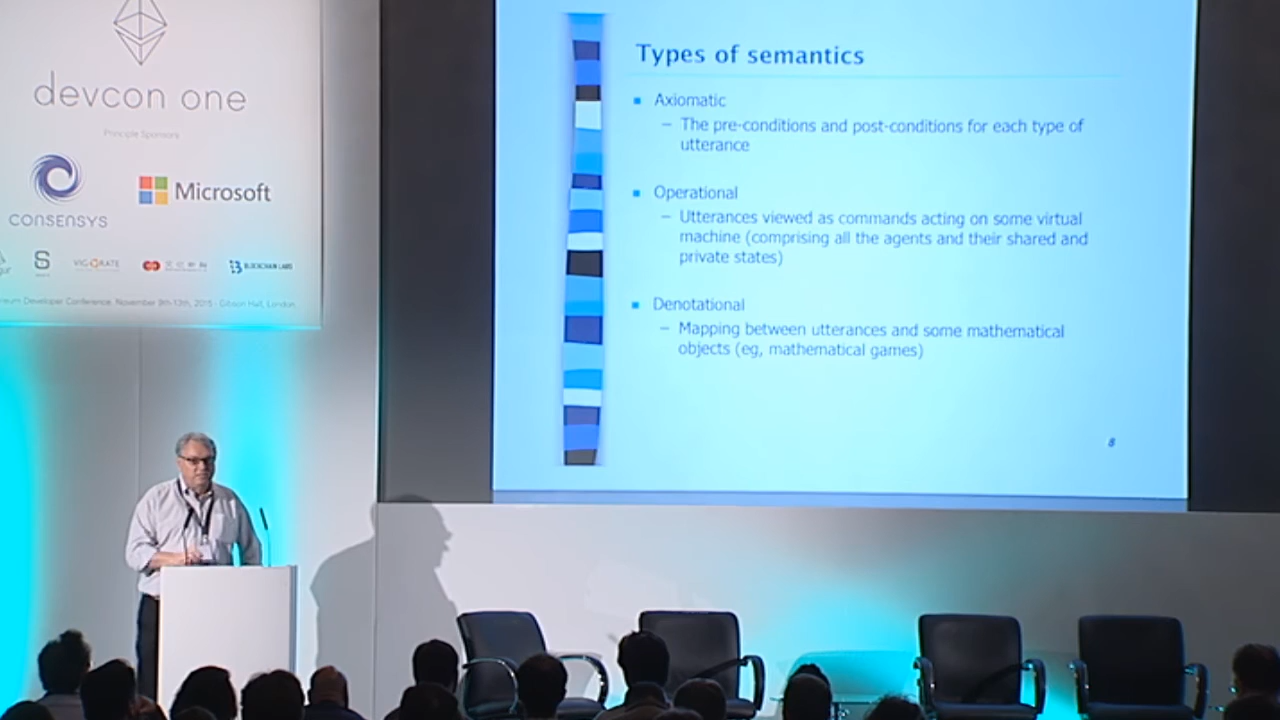 devcon one
Principle Sponsors
Microsoft
CONSENSYS
VIG RATE
BLOCKCHAIN LABS
Developer Conference, November 9th-13th, 2015 - Gibson Hall, London
Types of semantics
Axiomatic
– The pre-conditions and post-conditions for each type of
utterance
Operational
– Utterances viewed as commands acting on some virtual
machine (comprising all the agents and their shared and
private states)
Denotational
– Mapping between utterances and some mathematical
objects (eg, mathematical games)
8